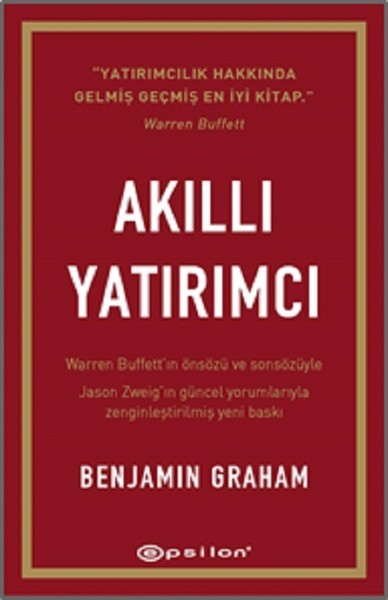 "YATIRIMCILIK HAKKINDA
GELMİŞ GEÇMİŞ EN İYİ KİTAP."
Warren Buffett
AKILLI
YATIRIMCI
Warren Buffett'ın önsözü ve sonsözüyle
Jason Zweig'ın güncel yorumlarıyla
zenginleştirilmiş yeni baskı
BENJAMIN GRAHAM
epsilon®